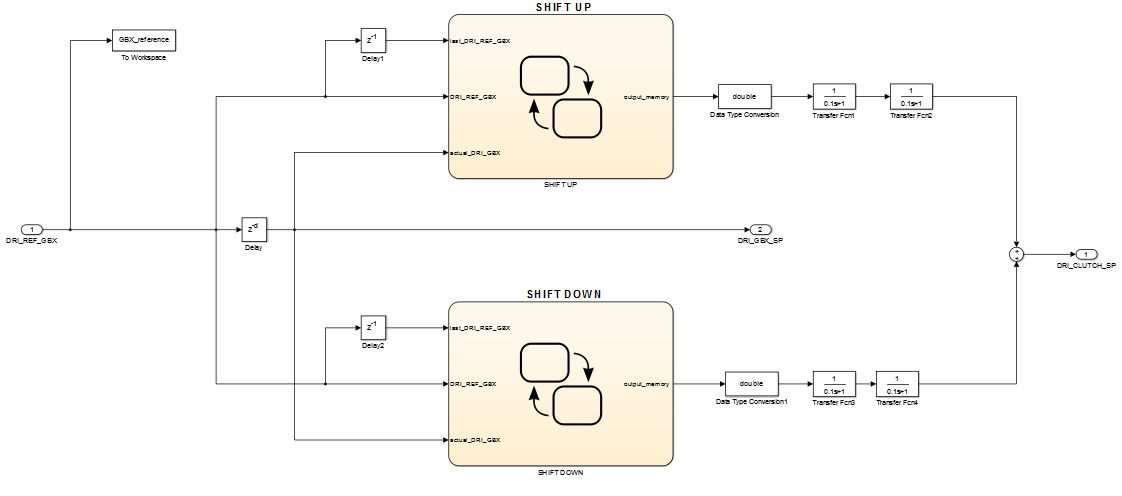 SHIFT UP
GBX_reference
To Workspace
z-1
Delay1
last_DRI_REF_GBX
DRI_REF_GBX
actual_DRI_GBX
output_memory
SHIFT UP
double
Data Type Conversion
1
0.1s+1
Transfer Fcn1
1
0.1s+1
Transfer Fcn2
1
DRI_REF_GBX
z-d
Delay
2
DRI_GBX_SP
+
+
1
DRI_CLUTCH_SP
SHIFT DOWN
z-1
Delay2
last_DRI_REF_GBX
DRI_REF_GBX
actual_DRI_GBX
output_memory
SHIFT DOWN
double
Data Type Conversion1
1
0.1s+1
Transfer Fcn3
1
0.1s+1
Transfer Fcn4